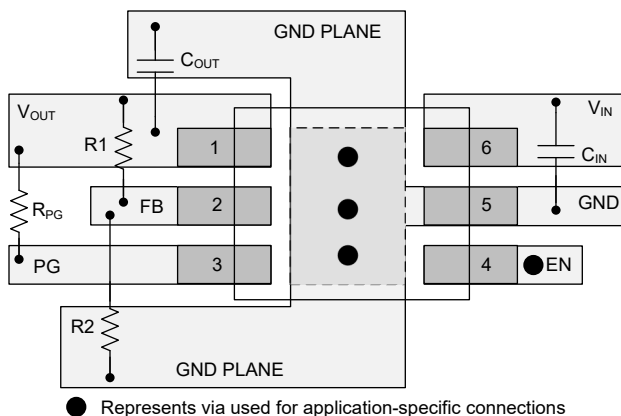 GND PLANE
COUT
VOUT
VIN
R1
1
6
CIN
RPG
FB
2
5
GND
PG
3
4
EN
R2
GND PLANE
Represents via used for application-specific connections